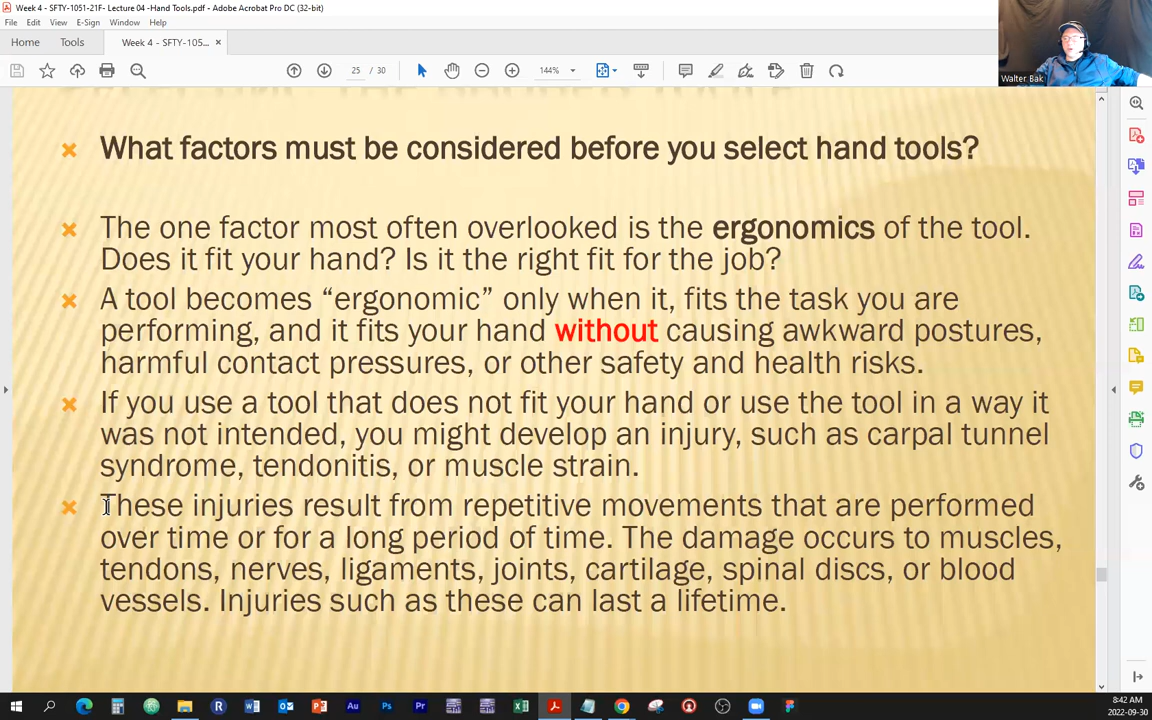 Week 4 - SFTY-1051-21F- Lecture 04 -Hand Tools.pdf - Adobe Acrobat Pro DC (32-bit)
File Edit View E-Sign Window Help
Home Tools Week 4 - SFTY-105... ×
25 / 30 144%
Walter Bak
What factors must be considered before you select hand tools?
The one factor most often overlooked is the ergonomics of the tool.
Does it fit your hand? Is it the right fit for the job?
A tool becomes “ergonomic” only when it, fits the task you are
performing, and it fits your hand without causing awkward postures,
harmful contact pressures, or other safety and health risks.
If you use a tool that does not fit your hand or use the tool in a way it
was not intended, you might develop an injury, such as carpal tunnel
syndrome, tendonitis, or muscle strain.
These injuries result from repetitive movements that are performed
over time or for a long period of time. The damage occurs to muscles,
tendons, nerves, ligaments, joints, cartilage, spinal discs, or blood
vessels. Injuries such as these can last a lifetime.
R Au Ps Pr
8:42 AM
2022-09-30